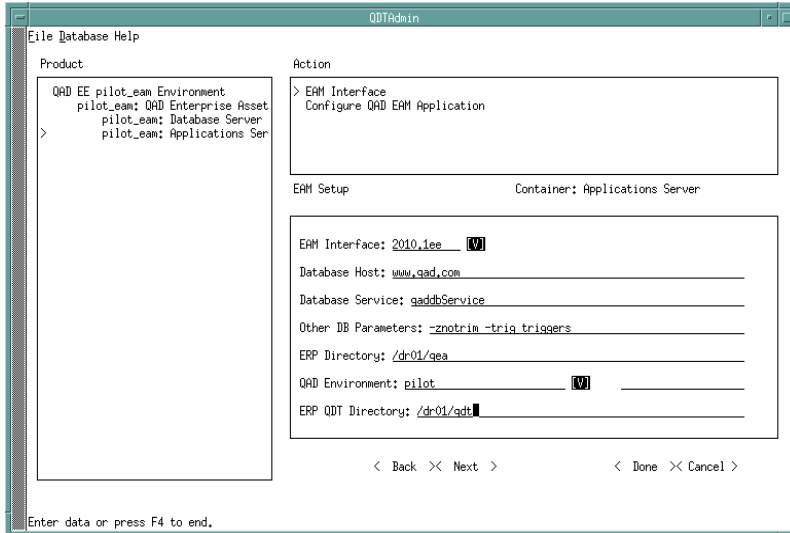 QDTAdmin
File Database Help
Product
QAD EE pilot_eam Environment
pilot_eam: QAD Enterprise Asset
pilot_eam: Database Server
> pilot_eam: Applications Ser
Action
> EAM Interface
Configure QAD EAM Application
EAM Setup Container: Applications Server
EAM Interface: 2010.1ee [V]
Database Host: www.qad.com
Database Service: qaddbService
Other DB Parameters: -znotrim -trig triggers
ERP Directory: /dr01/qea
QAD Environment: pilot [V]
ERP QDT Directory: /dr01/qdt
< Back >< Next > < Done >< Cancel >
Enter data or press F4 to end.